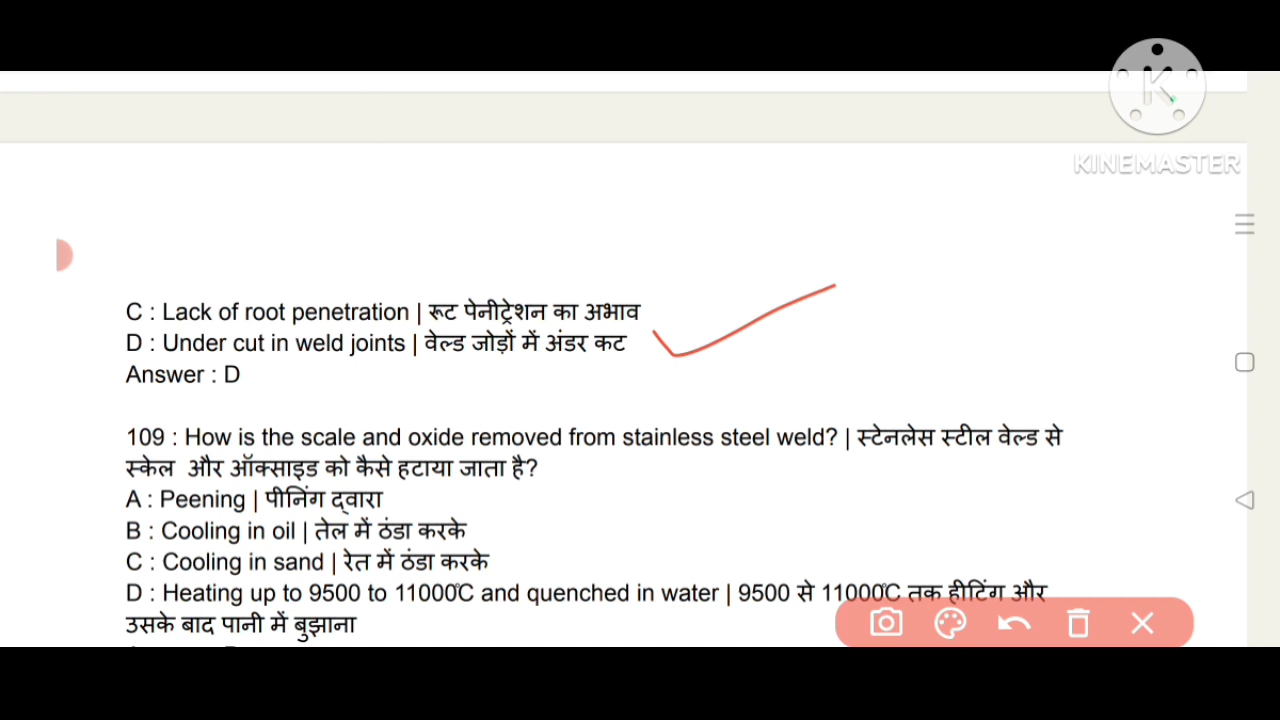 KINEMASTER
C : Lack of root penetration | रूट पेनीट्रेशन का अभाव
D : Under cut in weld joints | वेल्ड जोड़ों में अंडर कट
Answer : D
109 : How is the scale and oxide removed from stainless steel weld? | स्टेनलेस स्टील वेल्ड से
स्केल और ऑक्साइड को कैसे हटाया जाता है?
A : Peening | पीनिंग द्वारा
B : Cooling in oil | तेल में ठंडा करके
C : Cooling in sand | रेत में ठंडा करके
D : Heating up to 9500 to 11000℃ and quenched in water | 9500 से 11000℃ तक हीटिंग और
उसके बाद पानी में बुझाना